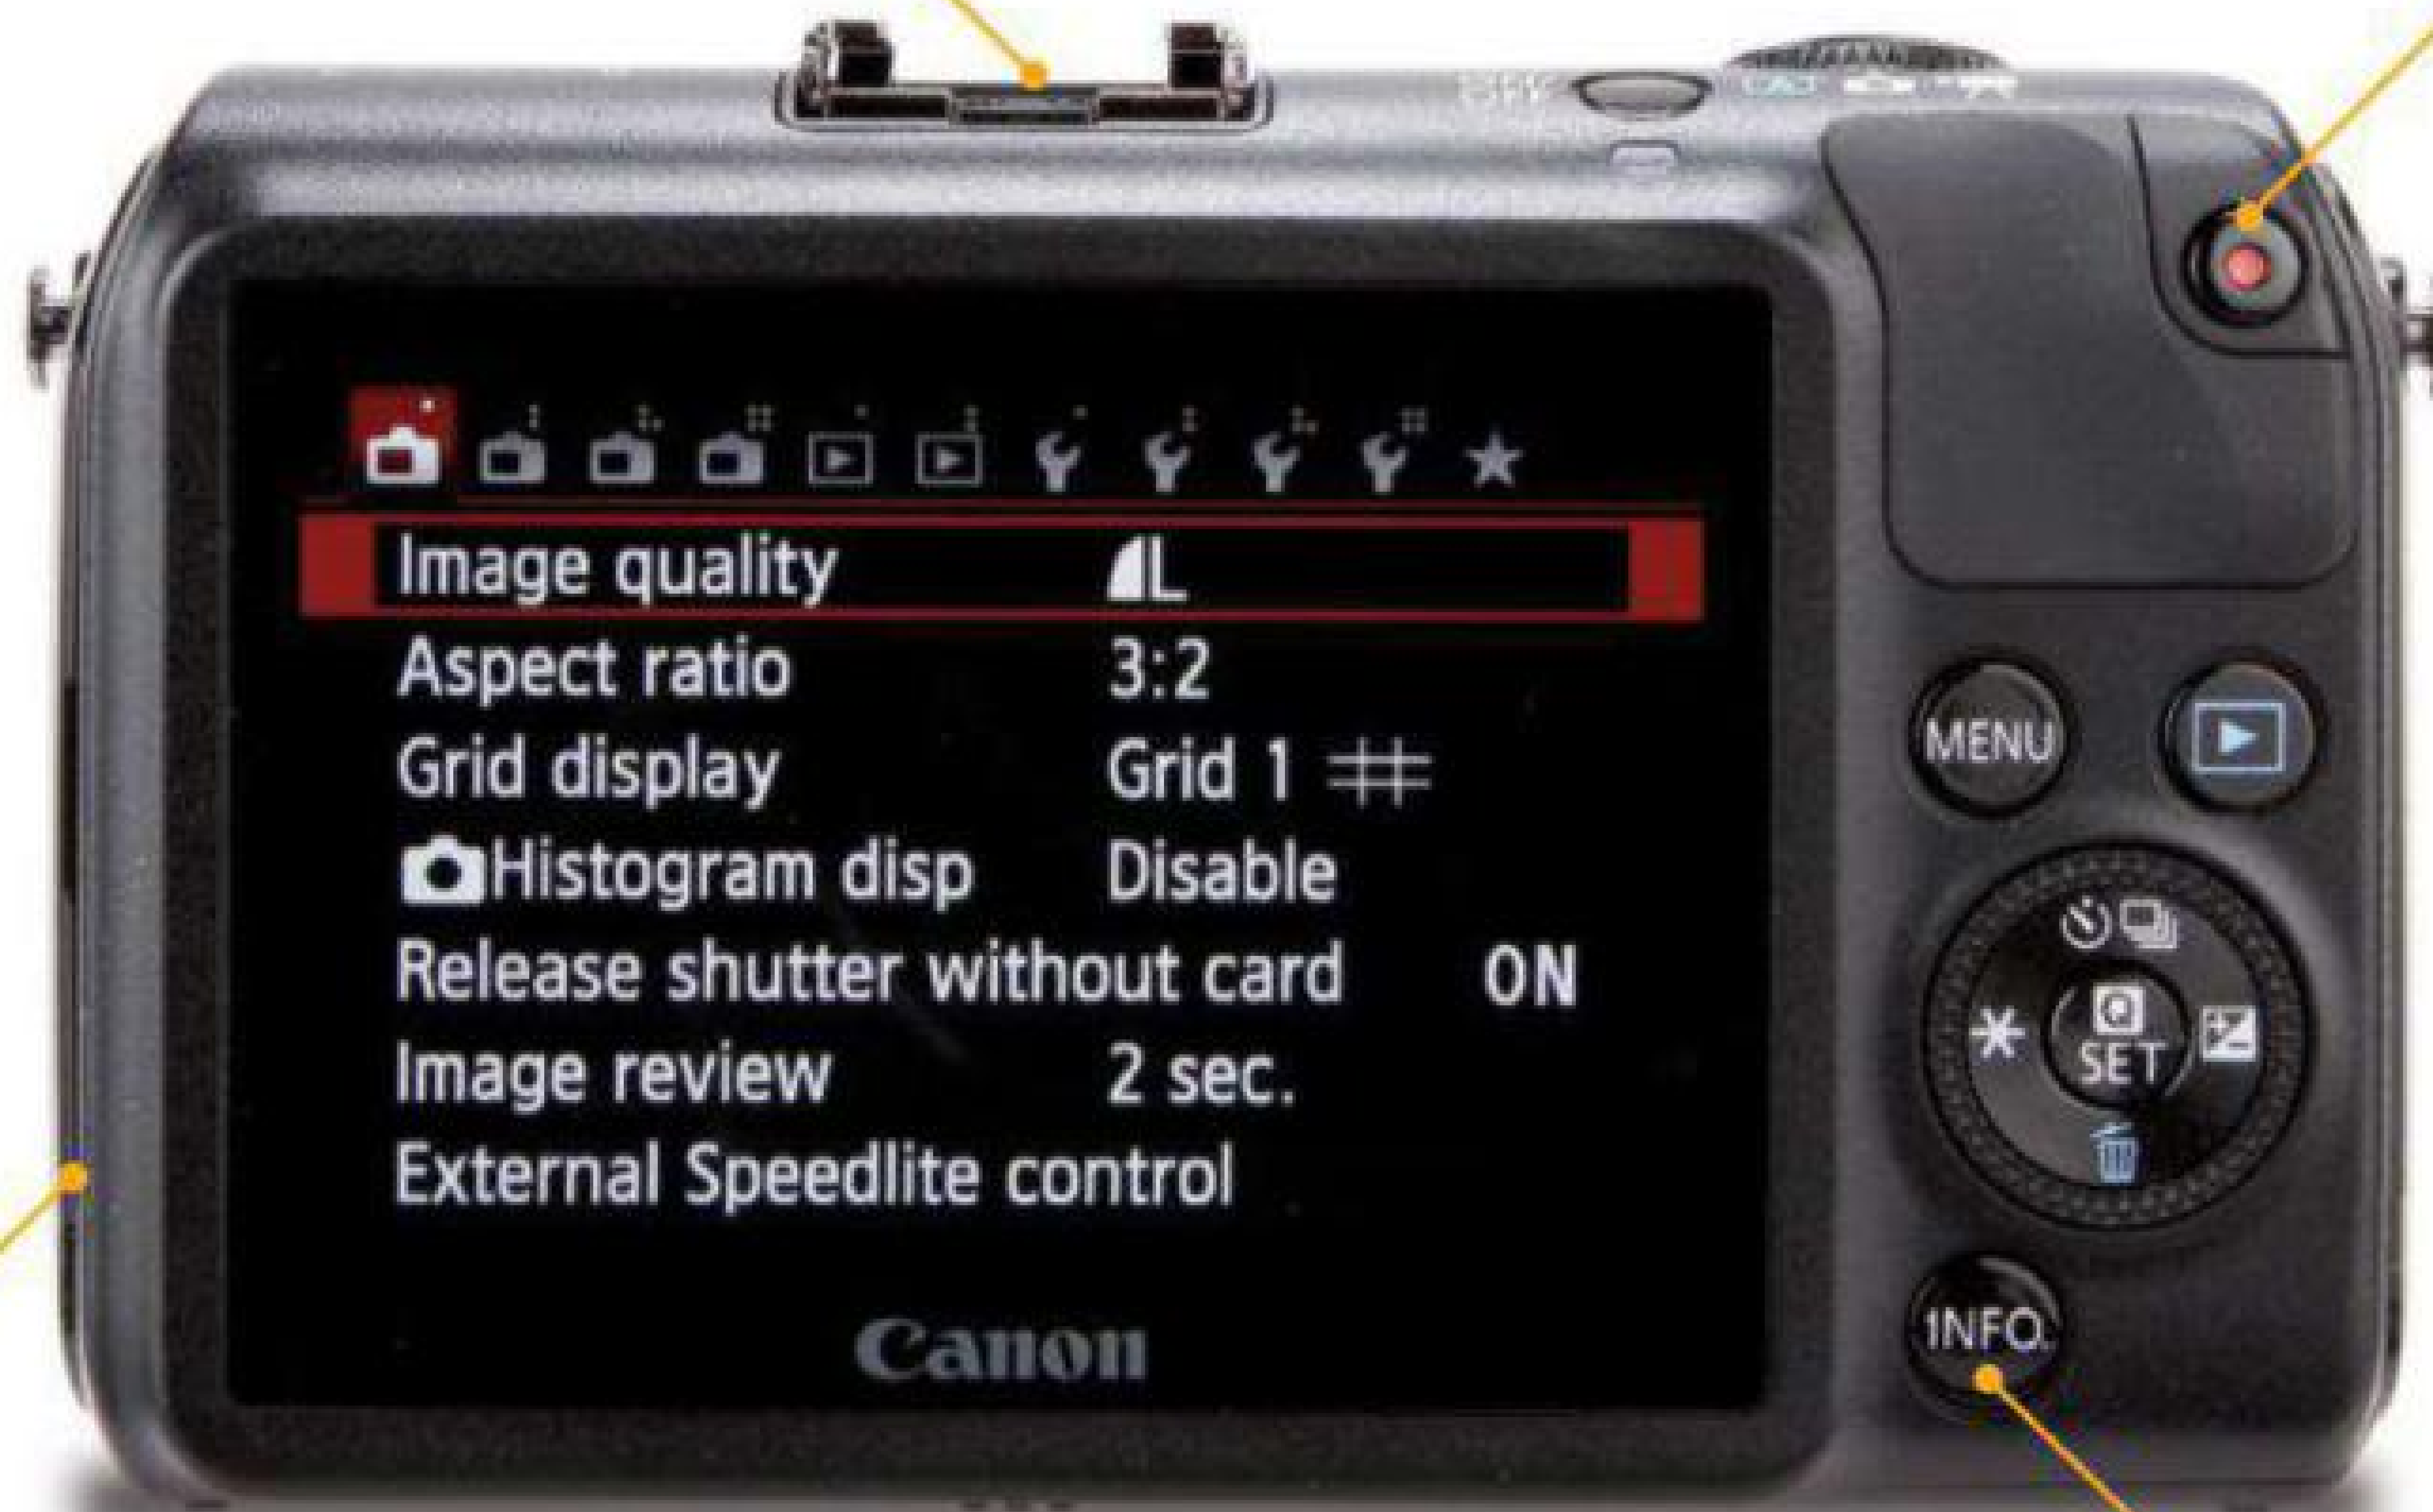 OFF
Image quality L
Aspect ratio 3:2
Grid display Grid 1
Histogram disp Disable
Release shutter without card ON
Image review 2 sec.
External Speedlite control
Canon
MENU
Q
SET
INFO.